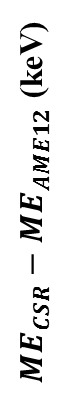 ME_CSR − ME_AME12 (keV)